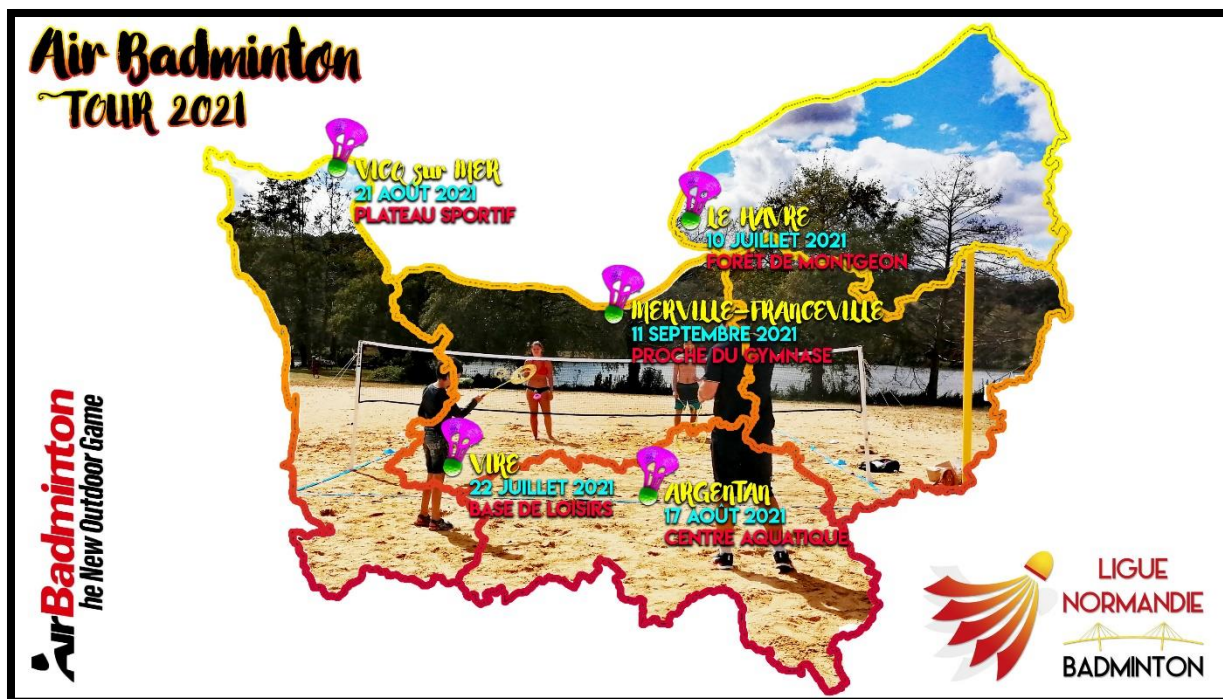 Air Badminton
TOUR 2021
VICQ sur MER
21 AOÛT 2021
PLATEAU SPORTIF
LE HAVRE
10 JUILLET 2021
FORÊT DE MONTGEON
MERVILLE-FRANCEVILLE
11 SEPTEMBRE 2021
PROCHE DU GYMNASE
VIRE
22 JUILLET 2021
BASE DE LOISIRS
ARGENTAN
17 AOÛT 2021
CENTRE AQUATIQUE
AirBadminton
he New Outdoor Game
LIGUE
NORMANDIE
BADMINTON